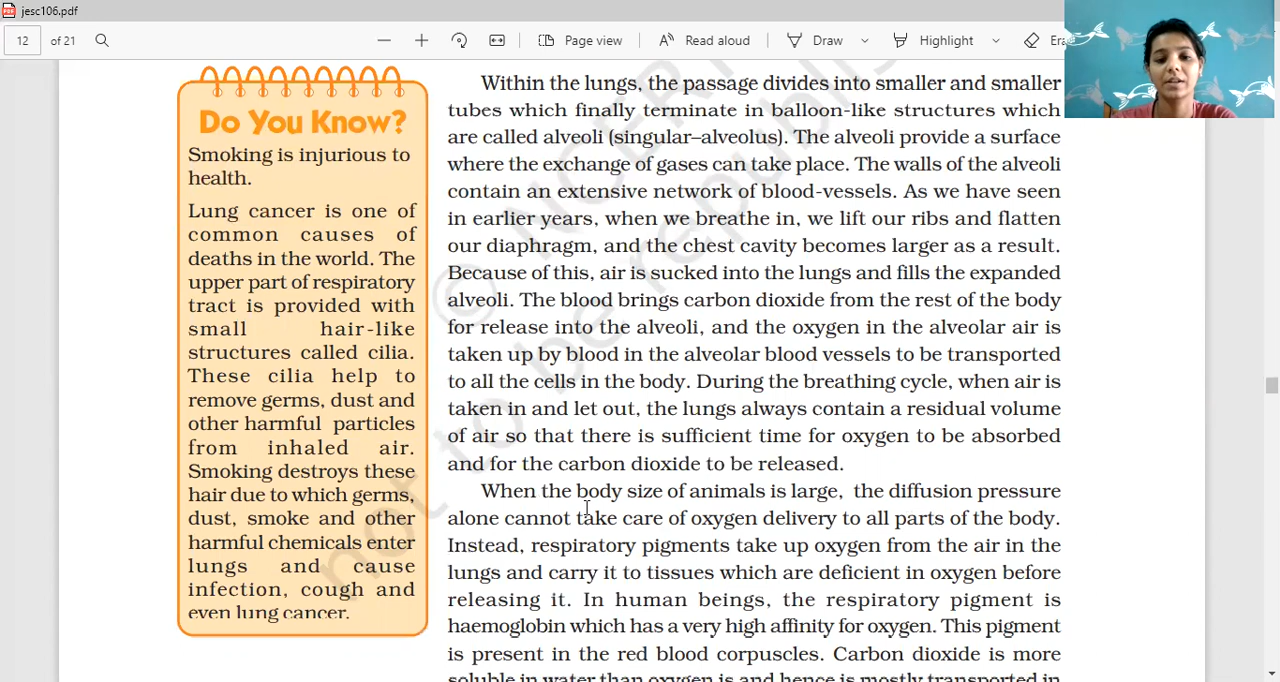 jesc106.pdf
12 of 21 Page view Read aloud Draw Highlight
Do You Know?
Smoking is injurious to
health.
Lung cancer is one of
common causes of
deaths in the world. The
upper part of respiratory
tract is provided with
small hair-like
structures called cilia.
These cilia help to
remove germs, dust and
other harmful particles
from inhaled air.
Smoking destroys these
hair due to which germs,
dust, smoke and other
harmful chemicals enter
lungs and cause
infection, cough and
even lung cancer.
Within the lungs, the passage divides into smaller and smaller
tubes which finally terminate in balloon-like structures which
are called alveoli (singular–alveolus). The alveoli provide a surface
where the exchange of gases can take place. The walls of the alveoli
contain an extensive network of blood-vessels. As we have seen
in earlier years, when we breathe in, we lift our ribs and flatten
our diaphragm, and the chest cavity becomes larger as a result.
Because of this, air is sucked into the lungs and fills the expanded
alveoli. The blood brings carbon dioxide from the rest of the body
for release into the alveoli, and the oxygen in the alveolar air is
taken up by blood in the alveolar blood vessels to be transported
to all the cells in the body. During the breathing cycle, when air is
taken in and let out, the lungs always contain a residual volume
of air so that there is sufficient time for oxygen to be absorbed
and for the carbon dioxide to be released.
When the body size of animals is large, the diffusion pressure
alone cannot take care of oxygen delivery to all parts of the body.
Instead, respiratory pigments take up oxygen from the air in the
lungs and carry it to tissues which are deficient in oxygen before
releasing it. In human beings, the respiratory pigment is
haemoglobin which has a very high affinity for oxygen. This pigment
is present in the red blood corpuscles. Carbon dioxide is more
soluble in water than oxygen is and hence is mostly transported in
© NCERT
not to be republis